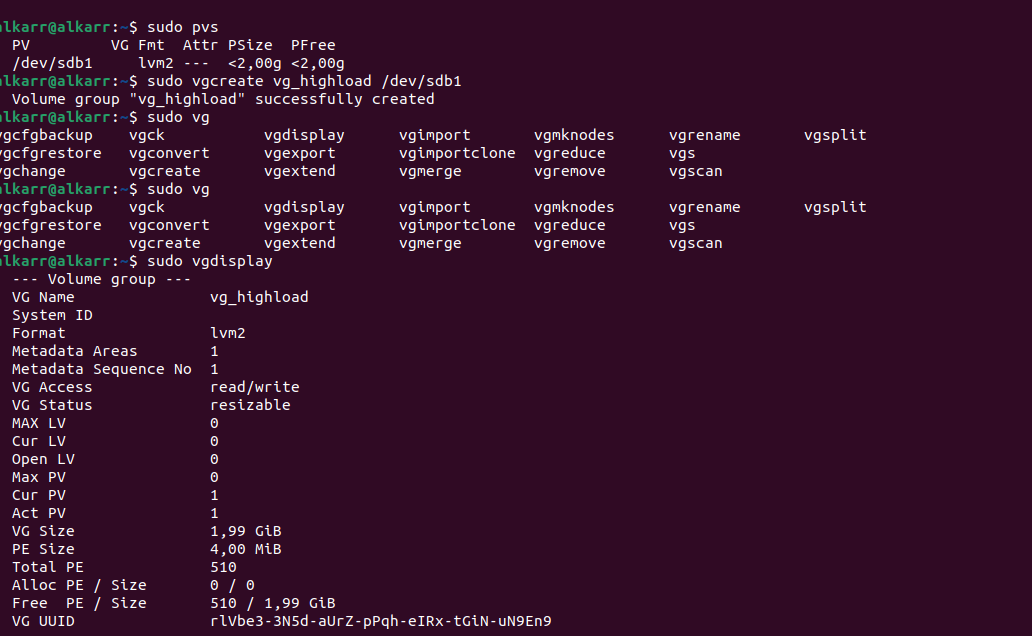 alkarr@alkarr:~$ sudo pvs
  PV         VG Fmt  Attr PSize  PFree
  /dev/sdb1     lvm2 ---  <2,00g <2,00g
alkarr@alkarr:~$ sudo vgcreate vg_highload /dev/sdb1
  Volume group "vg_highload" successfully created
alkarr@alkarr:~$ sudo vg
vgcfgbackup    vgck           vgdisplay      vgimport       vgmknodes      vgrename       vgsplit
vgcfgrestore   vgconvert      vgexport       vgimportclone  vgreduce       vgs
vgchange       vgcreate       vgextend       vgmerge        vgremove       vgscan
alkarr@alkarr:~$ sudo vg
vgcfgbackup    vgck           vgdisplay      vgimport       vgmknodes      vgrename       vgsplit
vgcfgrestore   vgconvert      vgexport       vgimportclone  vgreduce       vgs
vgchange       vgcreate       vgextend       vgmerge        vgremove       vgscan
alkarr@alkarr:~$ sudo vgdisplay
  --- Volume group ---
  VG Name               vg_highload
  System ID
  Format                lvm2
  Metadata Areas        1
  Metadata Sequence No  1
  VG Access             read/write
  VG Status             resizable
  MAX LV                0
  Cur LV                0
  Open LV               0
  Max PV                0
  Cur PV                1
  Act PV                1
  VG Size               1,99 GiB
  PE Size               4,00 MiB
  Total PE              510
  Alloc PE / Size       0 / 0
  Free  PE / Size       510 / 1,99 GiB
  VG UUID               rlVbe3-3N5d-aUrZ-pPqh-eIRx-tGiN-uN9En9